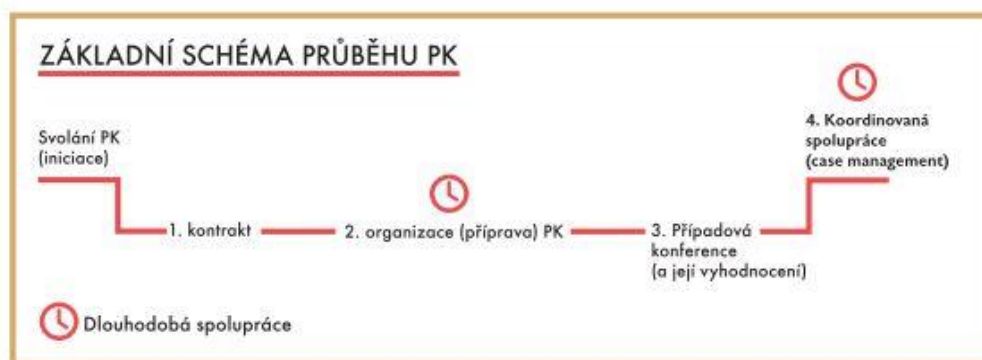 ZÁKLADNÍ SCHÉMA PRŮBĚHU PK
Svolání PK
(iniciace)
1. kontrakt
2. organizace (příprava) PK
3. Případová
konference
(a její vyhodnocení)
4. Koordinovaná
spolupráce
(case management)
Dlouhodobá spolupráce